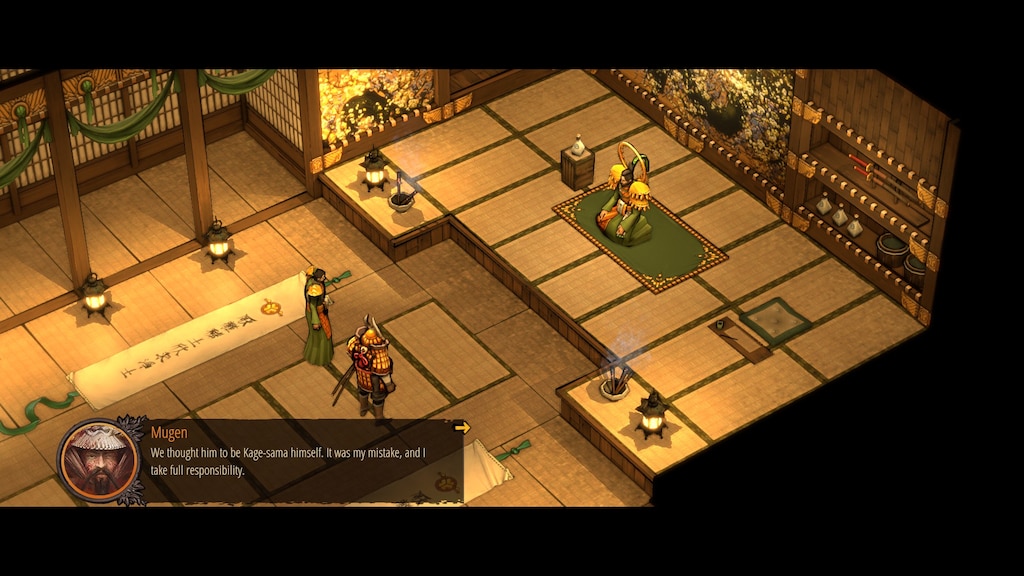 Mugen
We thought him to be Kage-sama himself. It was my mistake, and I
take full responsibility.